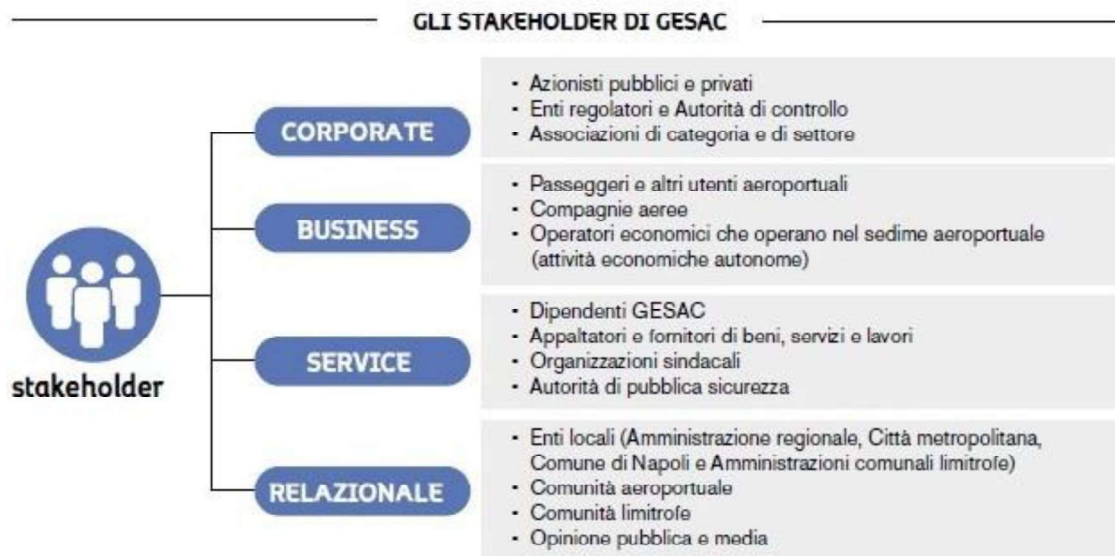 GLI STAKEHOLDER DI GESAC
stakeholder
CORPORATE
• Azionisti pubblici e privati
• Enti regolatori e Autorità di controllo
• Associazioni di categoria e di settore
BUSINESS
• Passeggeri e altri utenti aeroportuali
• Compagnie aeree
• Operatori economici che operano nel sedime aeroportuale
(attività economiche autonome)
SERVICE
• Dipendenti GESAC
• Appaltatori e fornitori di beni, servizi e lavori
• Organizzazioni sindacali
• Autorità di pubblica sicurezza
RELAZIONALE
• Enti locali (Amministrazione regionale, Città metropolitana,
Comune di Napoli e Amministrazioni comunali limitrofe)
• Comunità aeroportuale
• Comunità limitrofe
• Opinione pubblica e media